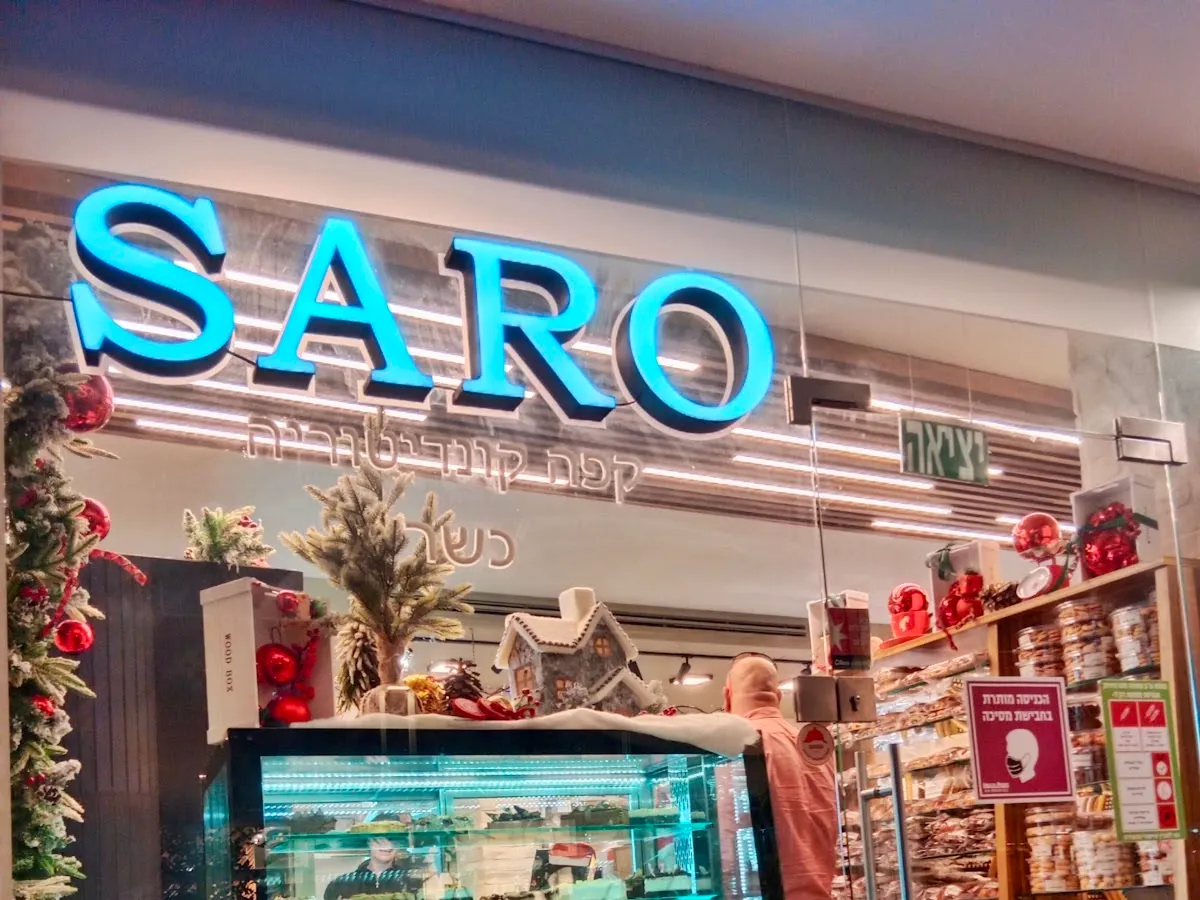 SARO
קפה קונדיטוריה
כשר
יציאה
WOOD BOX
הכניסה מותרת
בחבישת מסיכה